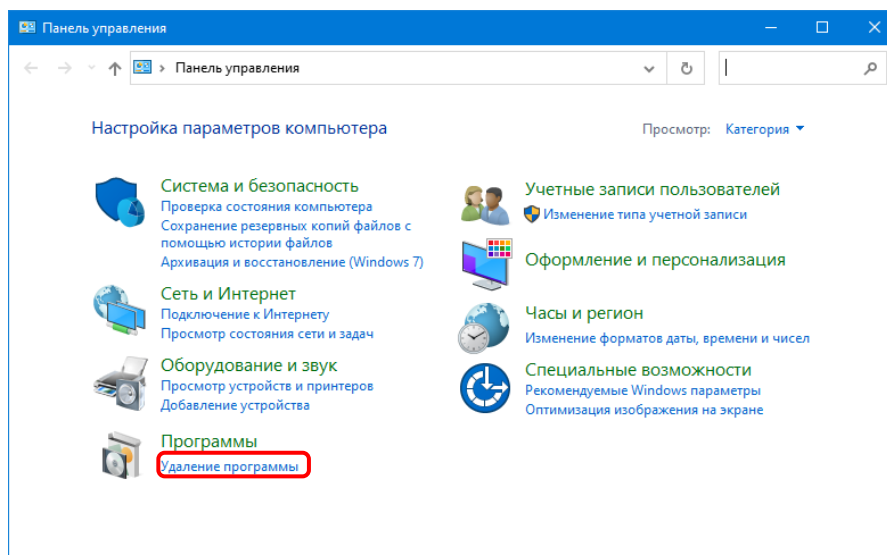 Панель управления
Панель управления
Настройка параметров компьютера
Просмотр: Категория
Система и безопасность
Проверка состояния компьютера
Сохранение резервных копий файлов с
помощью истории файлов
Архивация и восстановление (Windows 7)
Сеть и Интернет
Подключение к Интернету
Просмотр состояния сети и задач
Оборудование и звук
Просмотр устройств и принтеров
Добавление устройства
Программы
Удаление программы
Учетные записи пользователей
Изменение типа учетной записи
Оформление и персонализация
Часы и регион
Изменение форматов даты, времени и чисел
Специальные возможности
Рекомендуемые Windows параметры
Оптимизация изображения на экране